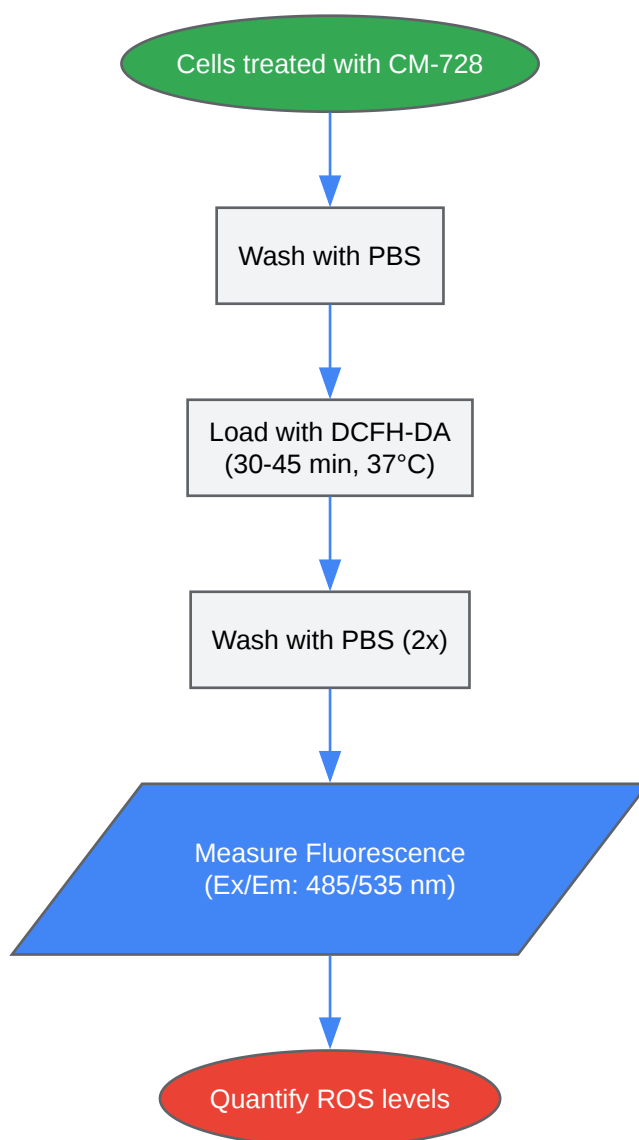 Cells treated with CM-728
Wash with PBS
Load with DCFH-DA
(30-45 min, 37°C)
Wash with PBS (2x)
Measure Fluorescence
(Ex/Em: 485/535 nm)
Quantify ROS levels